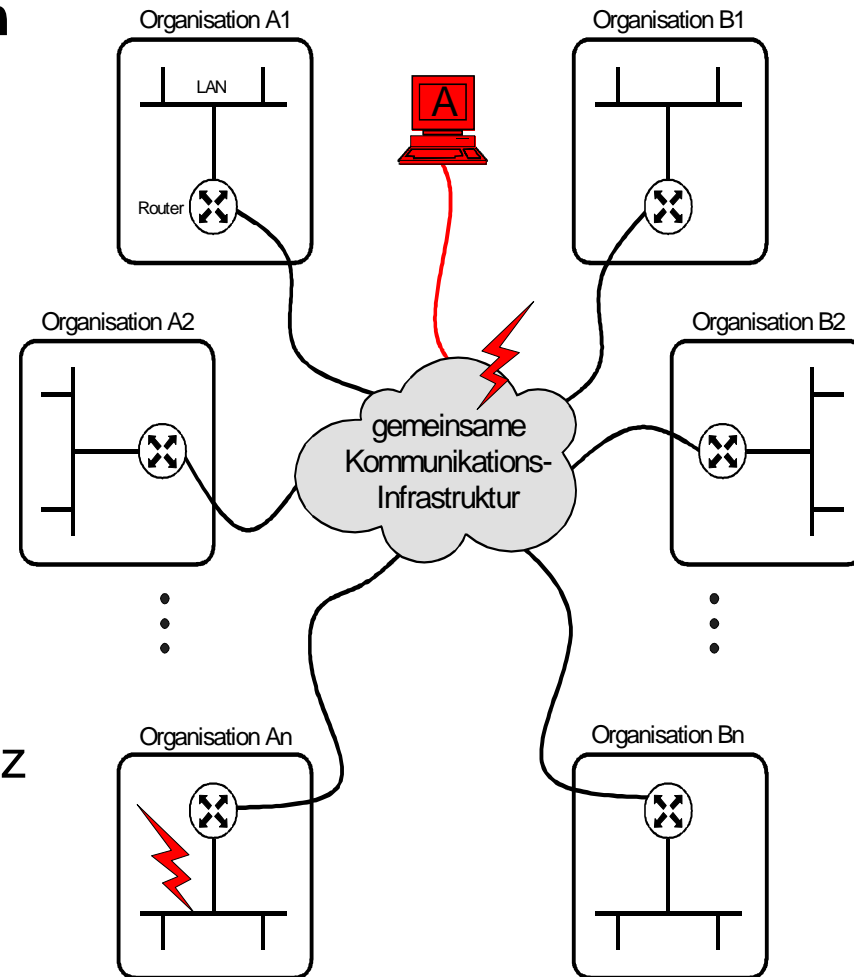 n
Organisation A1
Organisation B1
LAN
A
Router
Organisation A2
Organisation B2
gemeinsame
Kommunikations-
Infrastruktur
Organisation An
Organisation Bn
z